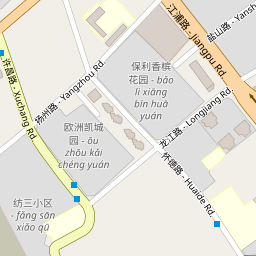 江浦路 - Jiangpu Rd.
盐山路 - Yanshan
许昌路 - Xuchang Rd.
扬州路 - Yangzhou Rd.
保利香槟
花园 - bǎo
lì xiāng
bīn huā
yuán
欧洲凯城
园 - ōu
zhōu kǎi
chéng yuán
龙江路 - Longjiang Rd.
怀德路 - Huaide Rd.
纺三小区
- fǎng sān
xiǎo qū